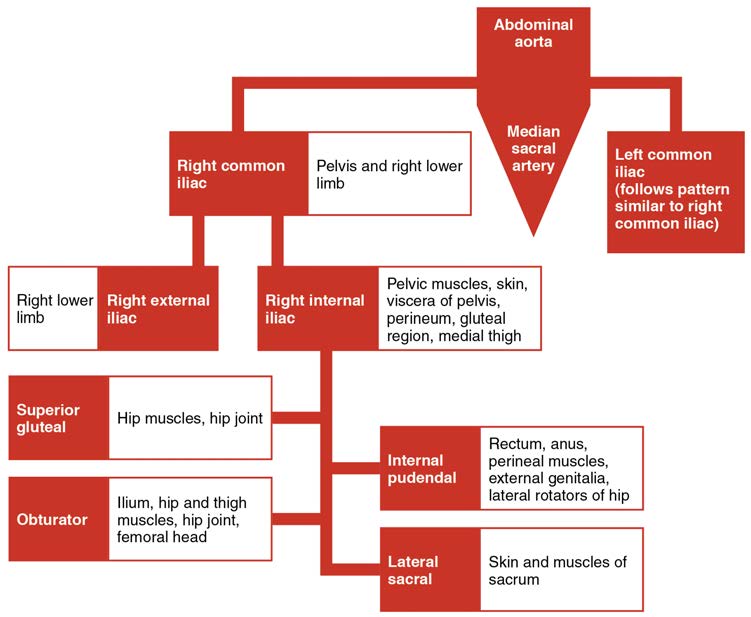 Abdominal
aorta
Median
sacral
artery
Right common
iliac
Pelvis and right lower
limb
Left common
iliac
(follows pattern
similar to right
common iliac)
Right lower
limb
Right external
iliac
Right internal
iliac
Pelvic muscles, skin,
viscera of pelvis,
perineum, gluteal
region, medial thigh
Superior
gluteal
Hip muscles, hip joint
Internal
pudendal
Rectum, anus,
perineal muscles,
external genitalia,
lateral rotators of hip
Obturator
Ilium, hip and thigh
muscles, hip joint,
femoral head
Lateral
sacral
Skin and muscles of
sacrum